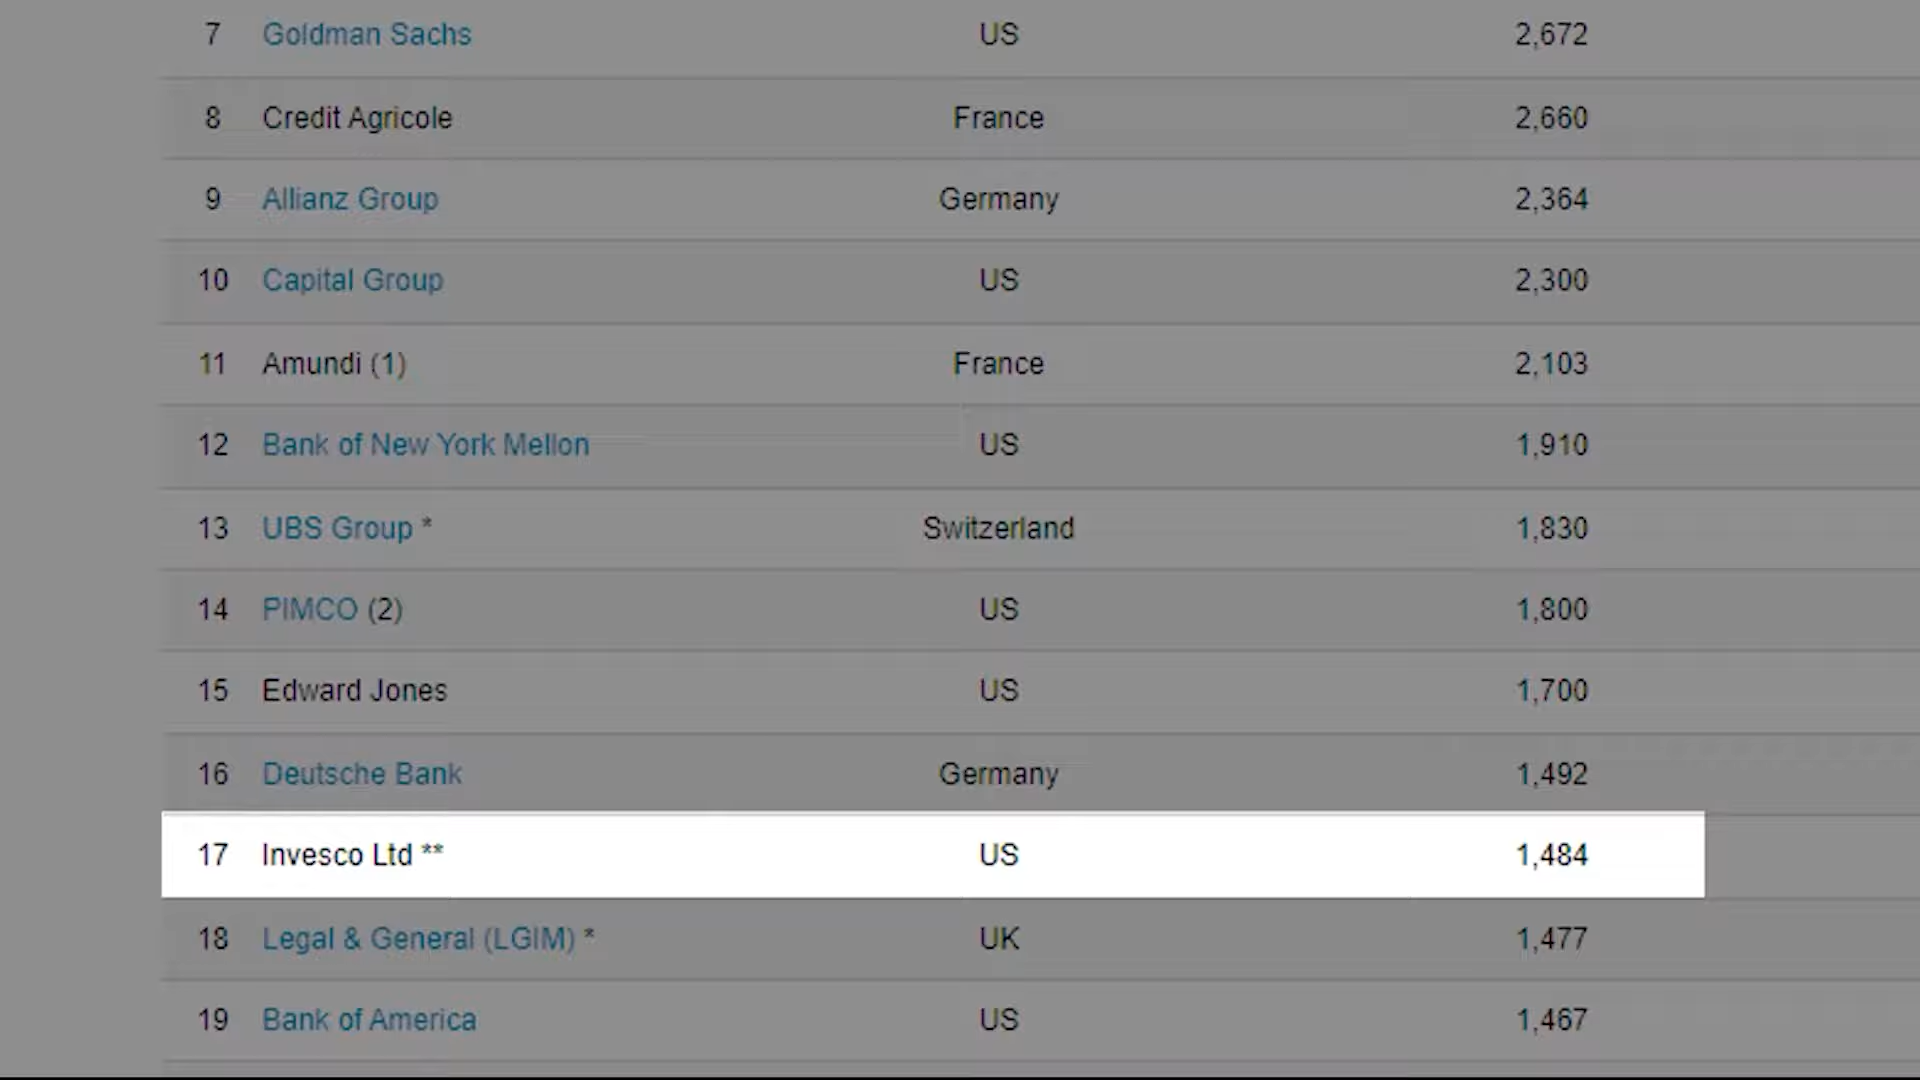 7 Goldman Sachs US 2,672
8 Credit Agricole France 2,660
9 Allianz Group Germany 2,364
10 Capital Group US 2,300
11 Amundi (1) France 2,103
12 Bank of New York Mellon US 1,910
13 UBS Group * Switzerland 1,830
14 PIMCO (2) US 1,800
15 Edward Jones US 1,700
16 Deutsche Bank Germany 1,492
17 Invesco Ltd ** US 1,484
18 Legal & General (LGIM) * UK 1,477
19 Bank of America US 1,467